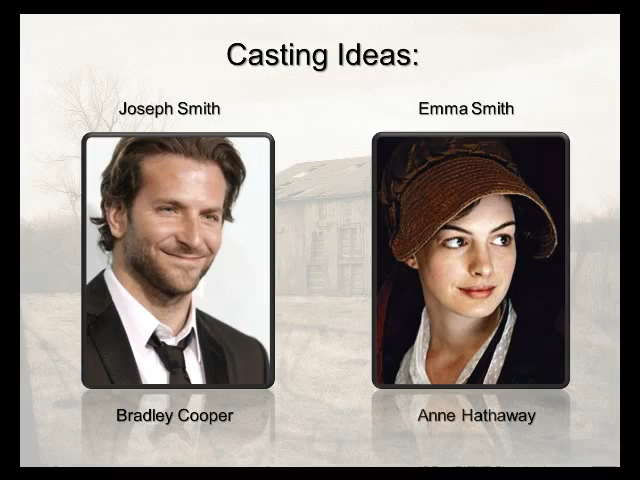 Casting Ideas:
Joseph Smith
Emma Smith
Bradley Cooper
Anne Hathaway